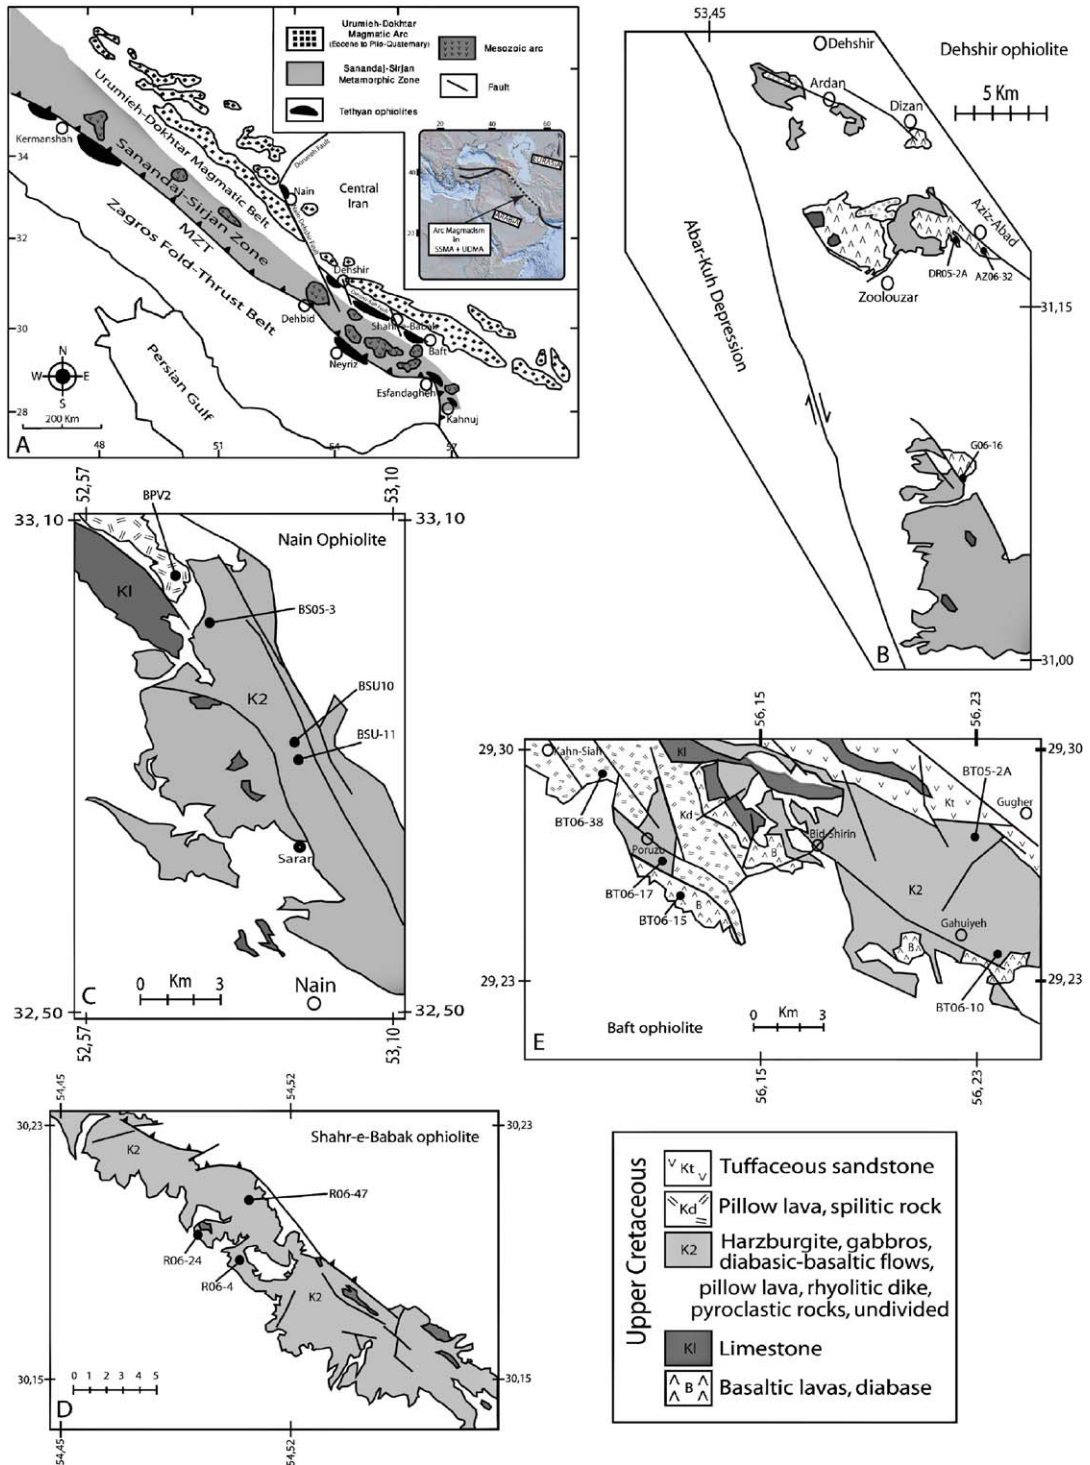 Urumieh-Dokhtar
Magmatic Arc
(Eocene to Plio-Quaternary)
Mesozoic arc
Sanandaj-Sirjan
Metamorphic Zone
Fault
Tethyan ophiolites
Kermanshah
34
32
30
28
Urumieh-Dokhtar Magmatic Belt
Sanandaj-Sirjan Zone
MZT
Zagros Fold-Thrust Belt
Persian Gulf
Doruneh Fault
Nain
Central
Iran
Nain-Dehshir Fault
Dehshir
Dehbid
Shahr-e-Babak
Baft
Neyriz
Esfandagheh
Kahnuj
N
W E
S
200 Km
A
48 51 54 57
20 40 60
40
20
EURASIA
ARABIA
Arc Magmatism
In
SSMA + UDMA
53,45
Dehshir
Dehshir ophiolite
5 Km
Ardan
Dizan
Aziz-Abad
DR05-2A
AZ06-32
Zoolouzar
Abar-Kuh Depression
31,15
G06-16
31,00
B
52,57 53,10
BPV2
33,10 33,10
Nain Ophiolite
Kl
BS05-3
K2
BSU10
BSU-11
Sarar
0 Km 3
Nain
C
32,50 32,50
52,57 53,10
56,15 56,23
29,30 29,30
Kahn-Siah
Kl
BT05-2A
Kt
Gugher
BT06-38
Kd
Bid-Shirin
Poruzu
B
BT06-17
BT06-15
B
K2
Gahuiyeh
B
29,23 29,23
BT06-10
0 Km 3
Baft ophiolite
E
56,15 56,23
54,45 54,52
30,23 30,23
K2
Shahr-e-Babak ophiolite
R06-47
R06-24
R06-4
K2
0 1 2 3 4 5
30,15 30,15
D
54,45 54,52
Upper Cretaceous
Kt Tuffaceous sandstone
Kd Pillow lava, spilitic rock
K2 Harzburgite, gabbros,
diabasic-basaltic flows,
pillow lava, rhyolitic dike,
pyroclastic rocks, undivided
Kl Limestone
B Basaltic lavas, diabase